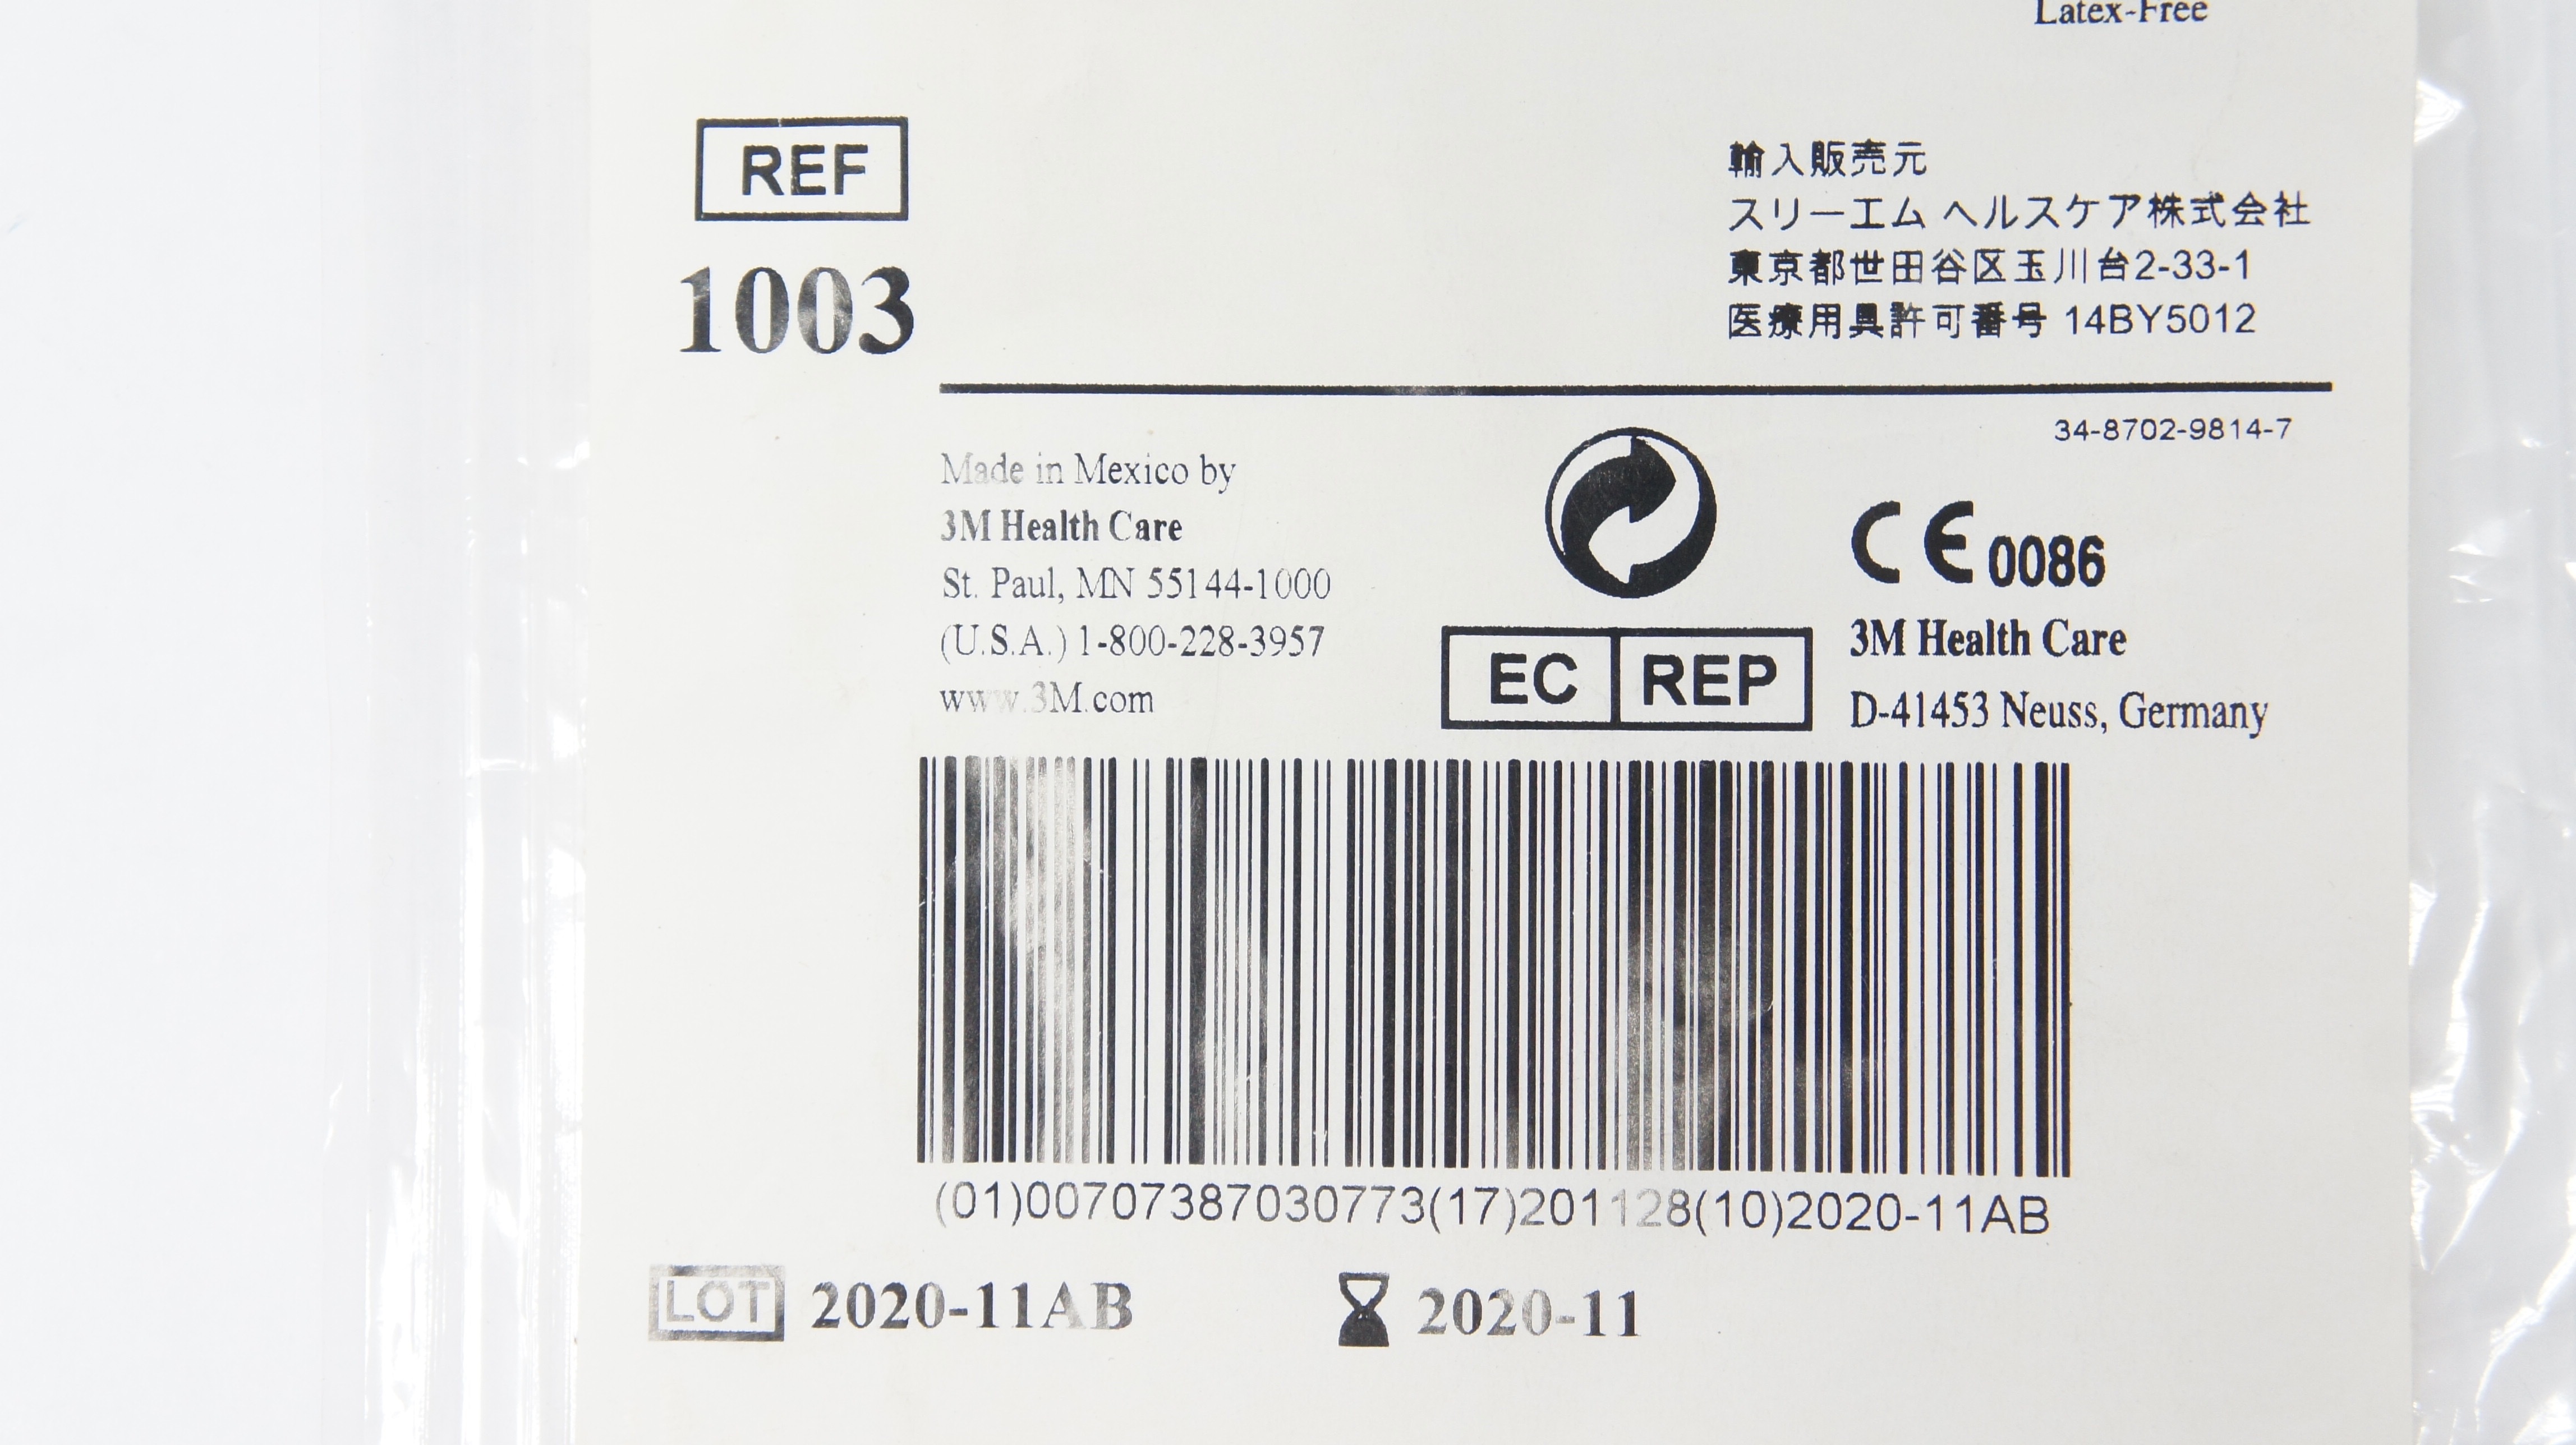 Latex-Free
REF
1003
輸入販売元
スリーエム ヘルスケア株式会社
東京都世田谷区玉川台2-33-1
医療用具許可番号 14BY5012
34-8702-9814-7
Made in Mexico by
3M Health Care
St. Paul, MN 55144-1000
(U.S.A.) 1-800-228-3957
www.3M.com
CE 0086
EC REP
3M Health Care
D-41453 Neuss, Germany
(01)00707387030773(17)201128(10)2020-11AB
LOT 2020-11AB
2020-11